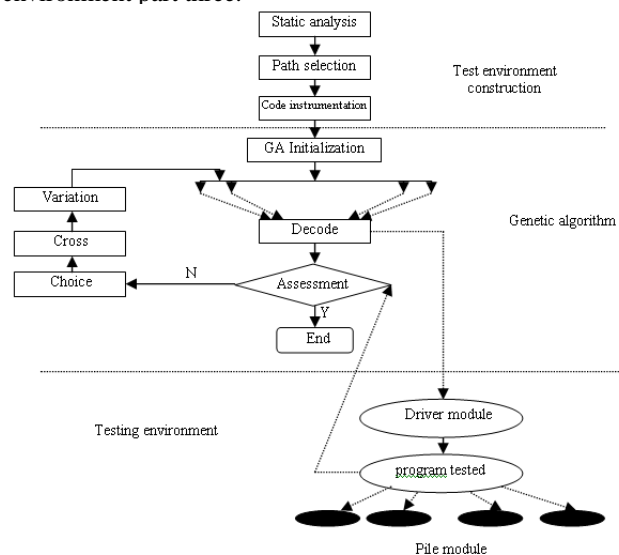 environment part three.
Static analysis
Path selection
Test environment
construction
Code instrumentation
GA Initialization
Variation
Genetic algorithm
Decode
Cross
N
Assessment
Choice
Y
End
Driver module
Testing environment
program tested
Pile module